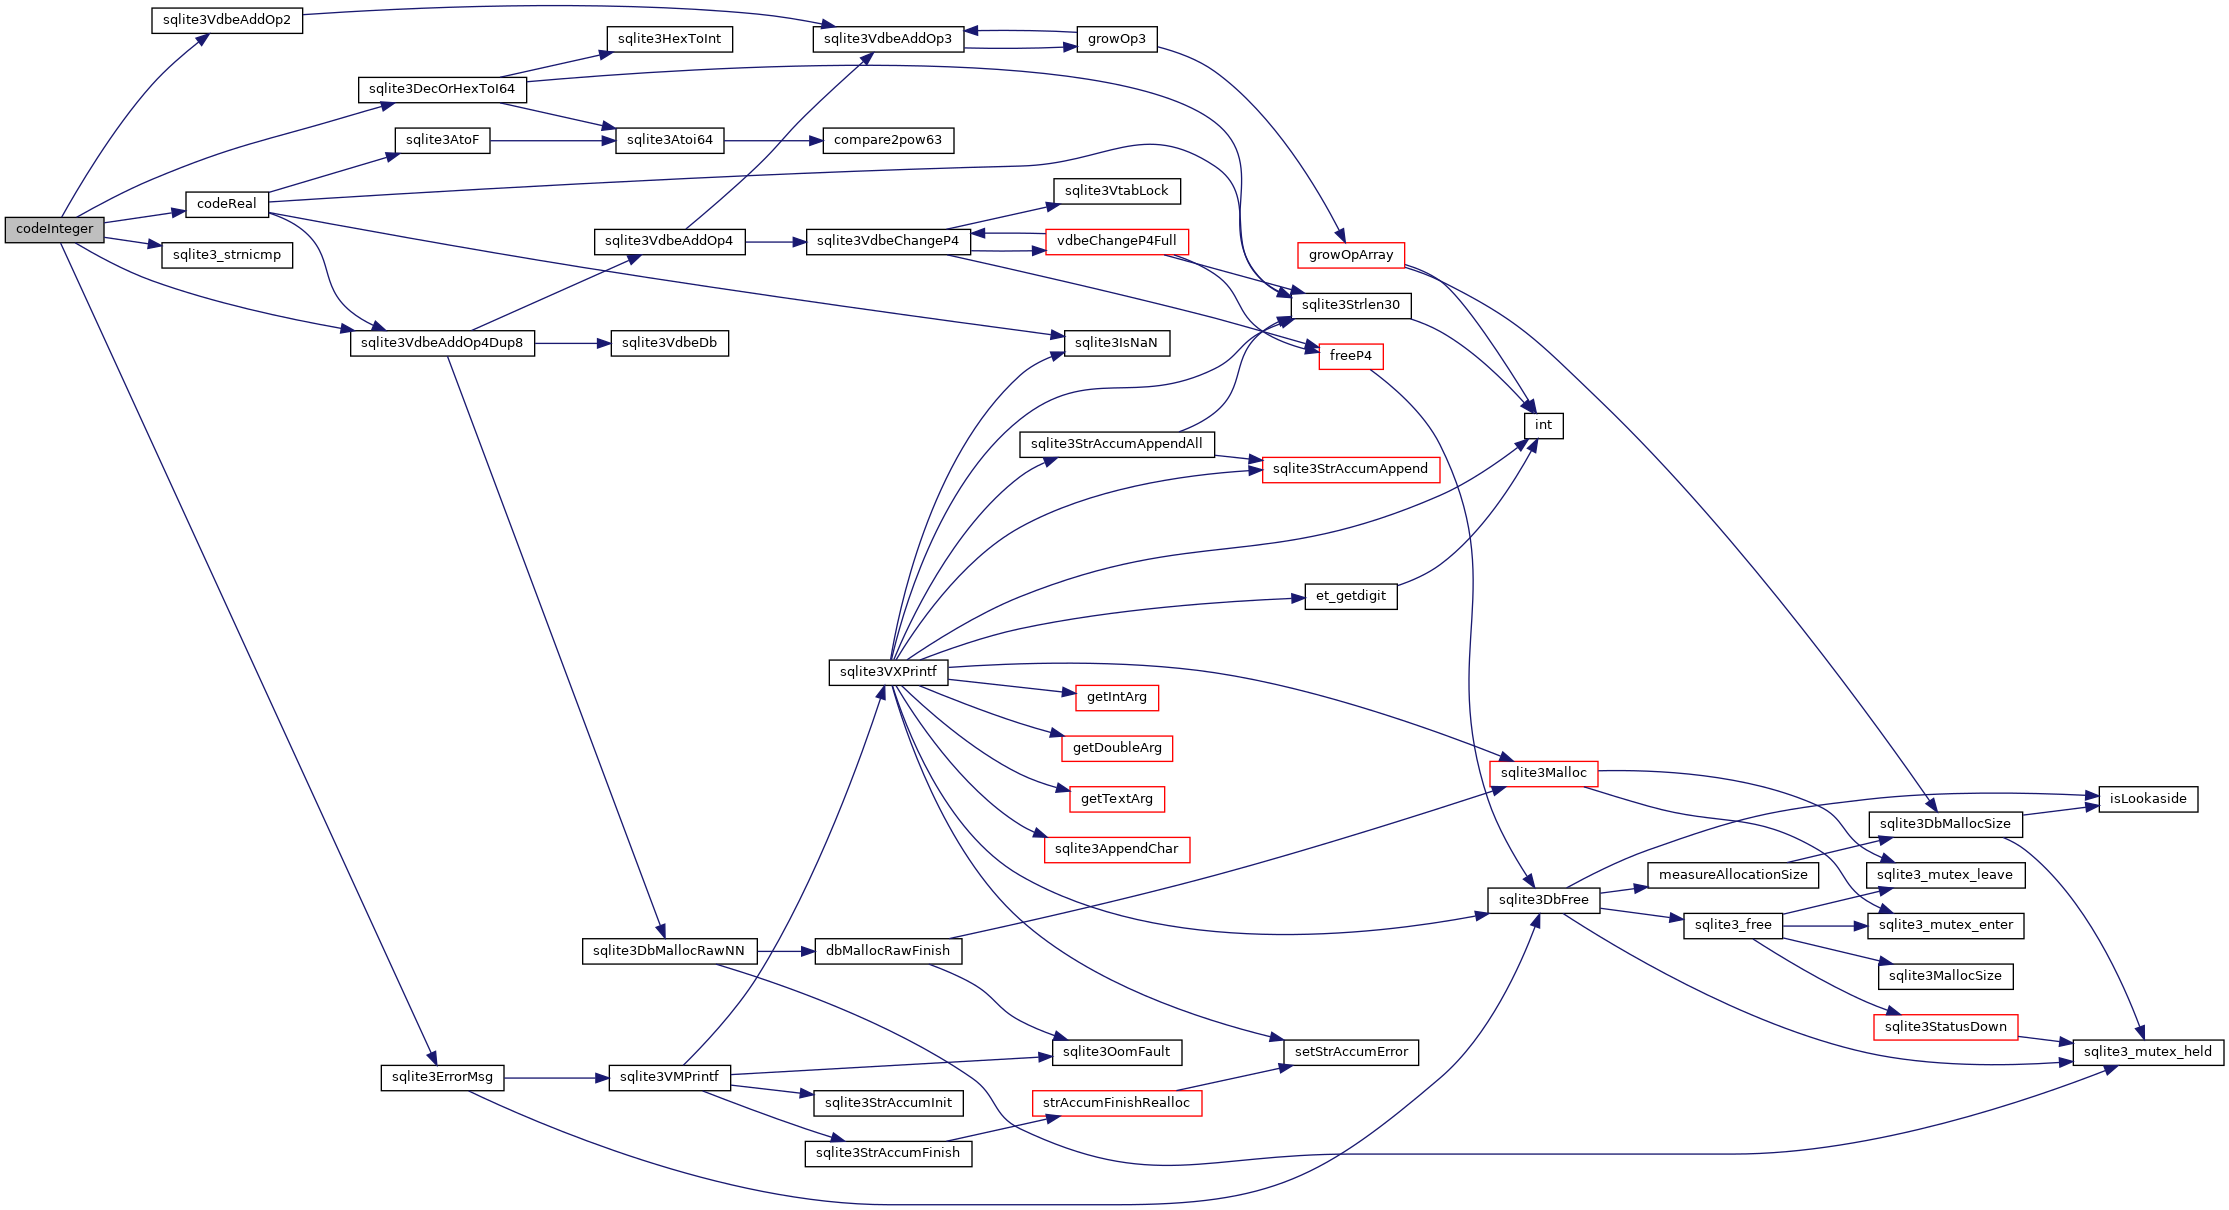 sqlite3VdbeAddOp2
sqlite3HexToInt
sqlite3VdbeAddOp3
growOp3
sqlite3DecOrHexToI64
sqlite3AtoF
sqlite3Atoi64
compare2pow63
codeReal
sqlite3VtabLock
codeInteger
sqlite3_strnicmp
sqlite3VdbeAddOp4
sqlite3VdbeChangeP4
vdbeChangeP4Full
growOpArray
sqlite3Strlen30
sqlite3VdbeAddOp4Dup8
sqlite3VdbeDb
sqlite3IsNaN
freeP4
int
sqlite3StrAccumAppendAll
sqlite3StrAccumAppend
et_getdigit
sqlite3VXPrintf
getIntArg
getDoubleArg
sqlite3Malloc
getTextArg
isLookaside
sqlite3DbMallocSize
sqlite3AppendChar
measureAllocationSize
sqlite3_mutex_leave
sqlite3DbFree
sqlite3_free
sqlite3_mutex_enter
sqlite3DbMallocRawNN
dbMallocRawFinish
sqlite3MallocSize
sqlite3StatusDown
sqlite3OomFault
setStrAccumError
sqlite3_mutex_held
sqlite3ErrorMsg
sqlite3VMPrintf
sqlite3StrAccumInit
strAccumFinishRealloc
sqlite3StrAccumFinish